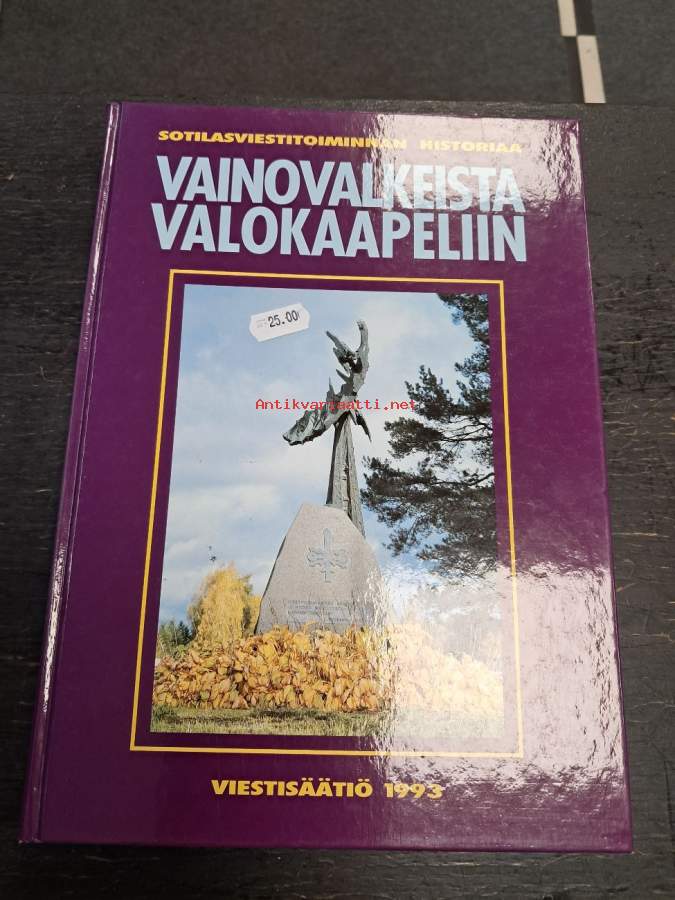 SOTILASVIESTITOIMINNAN HISTORIAA
VAINOVALKEISTA
VALOKAAPELIIN
25.00
Antikvariaatti.net
VIESTISÄÄTIÖ 1993